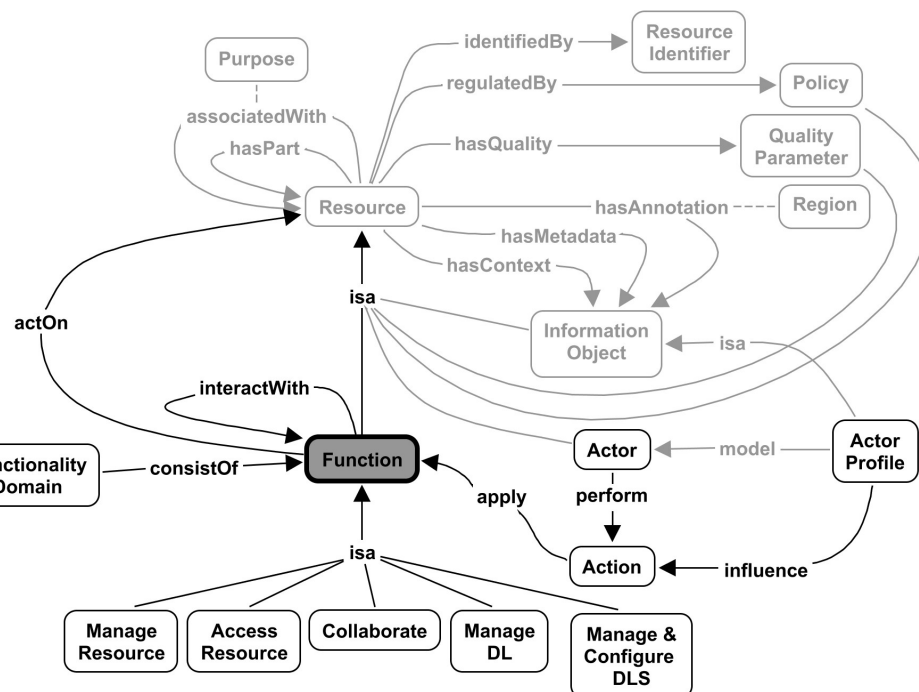 identifiedBy
Resource
Identifier
Purpose
regulatedBy
Policy
associatedWith
hasPart
hasQuality
Quality
Parameter
Resource
hasAnnotation
Region
hasMetadata
hasContext
isa
actOn
Information
Object
isa
interactWith
Function
Actor
model
Actor
Profile
nctionality
Domain
consistOf
apply
perform
isa
Action
influence
Manage
Resource
Access
Resource
Collaborate
Manage
DL
Manage &
Configure
DLS